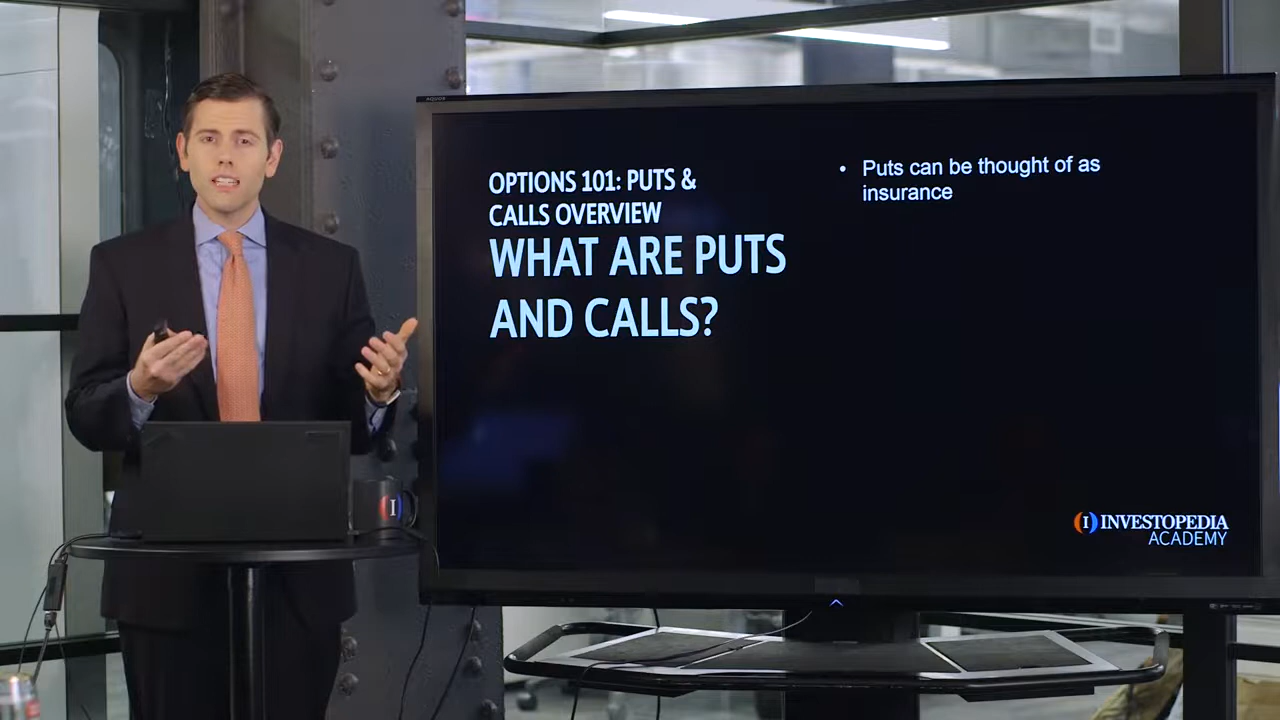 OPTIONS 101: PUTS &
CALLS OVERVIEW
WHAT ARE PUTS
AND CALLS?
• Puts can be thought of as
insurance
(I) INVESTOPEDIA
ACADEMY
I
AQUOS